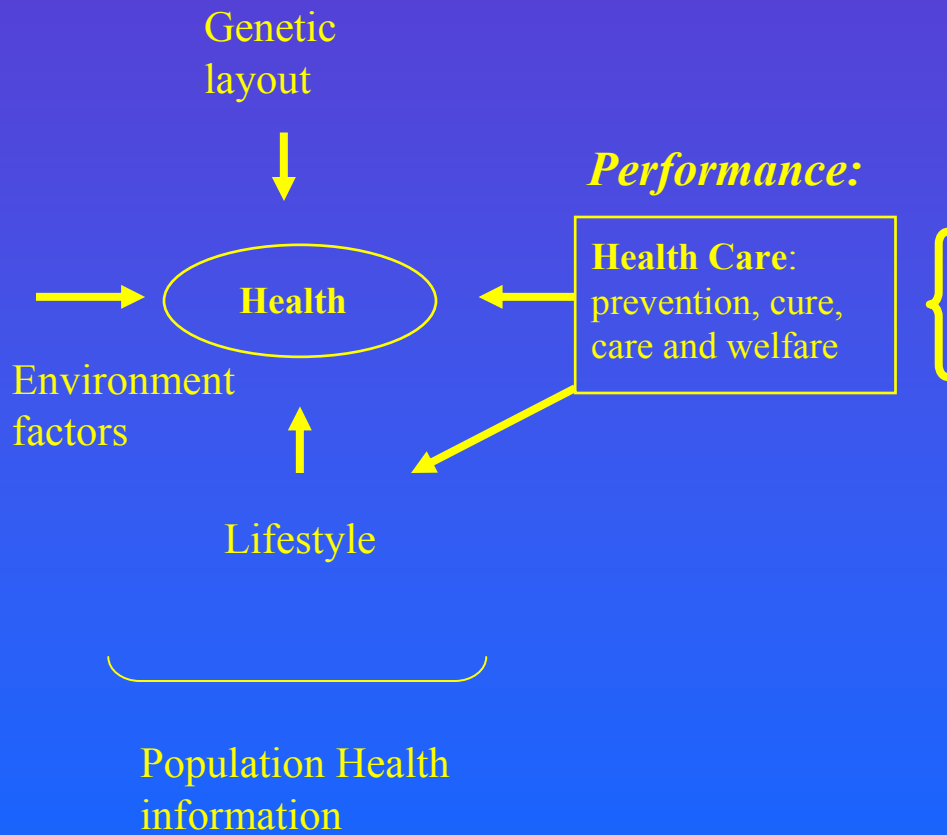 Genetic
layout
Performance:
Health Care:
prevention, cure,
care and welfare
Health
Environment
factors
Lifestyle
Population Health
information